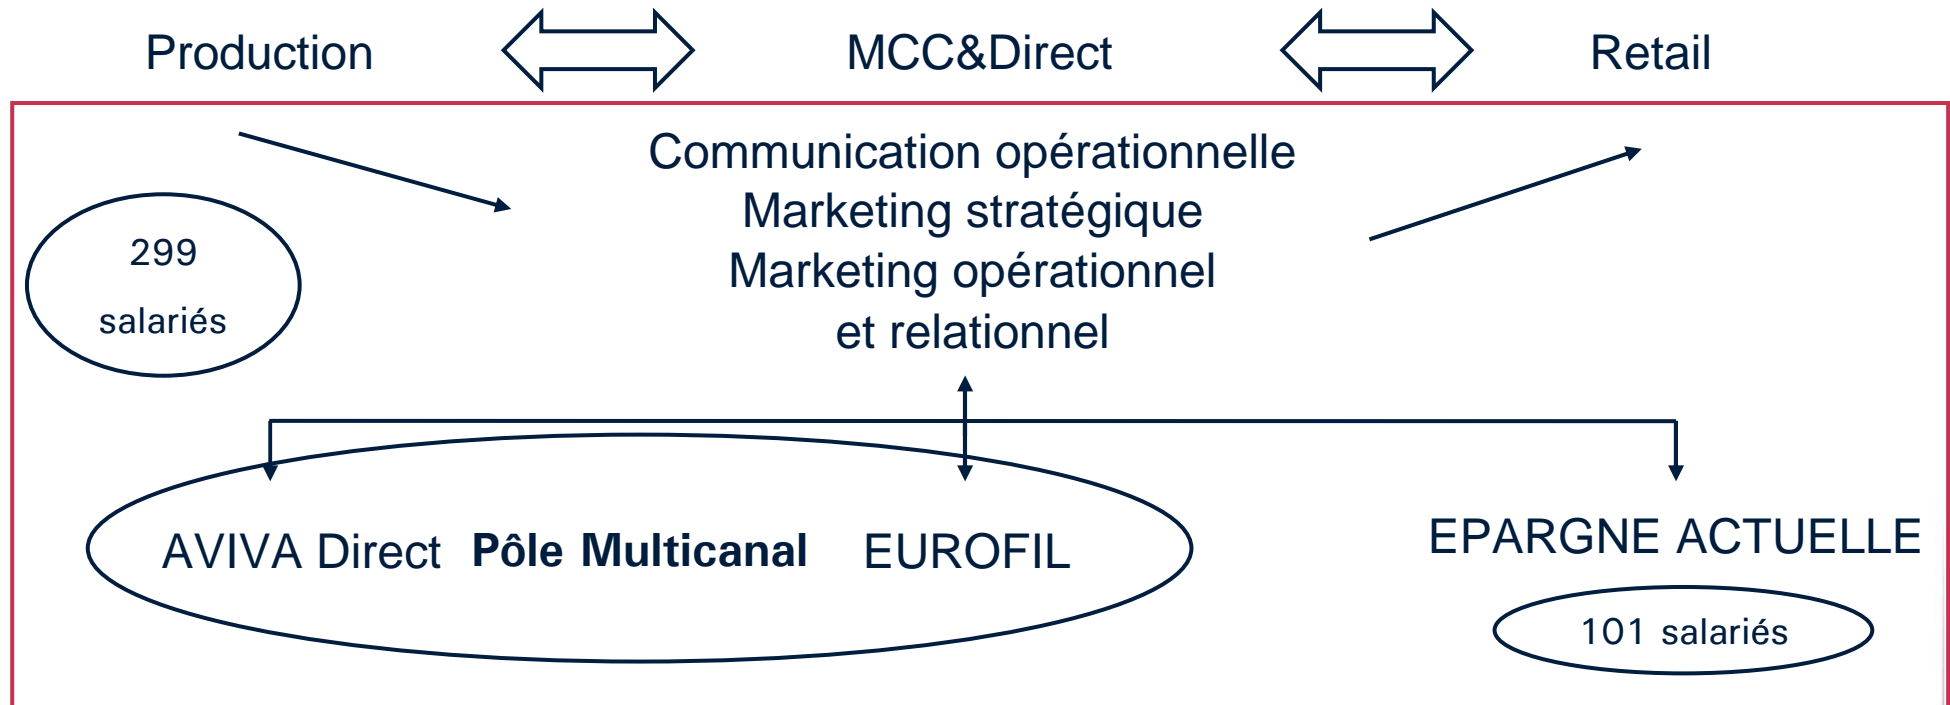 Production MCC&Direct Retail
Communication opérationnelle
Marketing stratégique
Marketing opérationnel
et relationnel
299
salariés
AVIVA Direct Pôle Multicanal EUROFIL
EPARGNE ACTUELLE
101 salariés